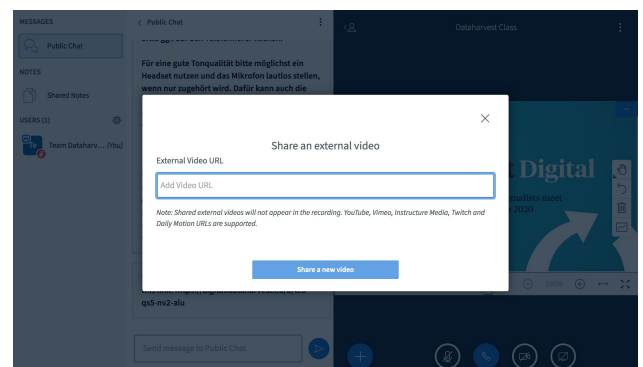 MESSAGES
Public Chat
NOTES
Shared Notes
USERS (1)
Te
Team Dataharv... (You)
Public Chat
Für eine gute Tonqualität bitte möglichst ein
Headset nutzen und das Mikrofon lautlos stellen,
wenn nur zugehört wird. Dafür kann auch die
qs5-nv2-alu
Send message to Public Chat
Dataharvest Class
Digital
meet
2020
100%
Share an external video
External Video URL
Add Video URL
Note: Shared external videos will not appear in the recording. YouTube, Vimeo, Instructure Media, Twitch and
Daily Motion URLs are supported.
Share a new video